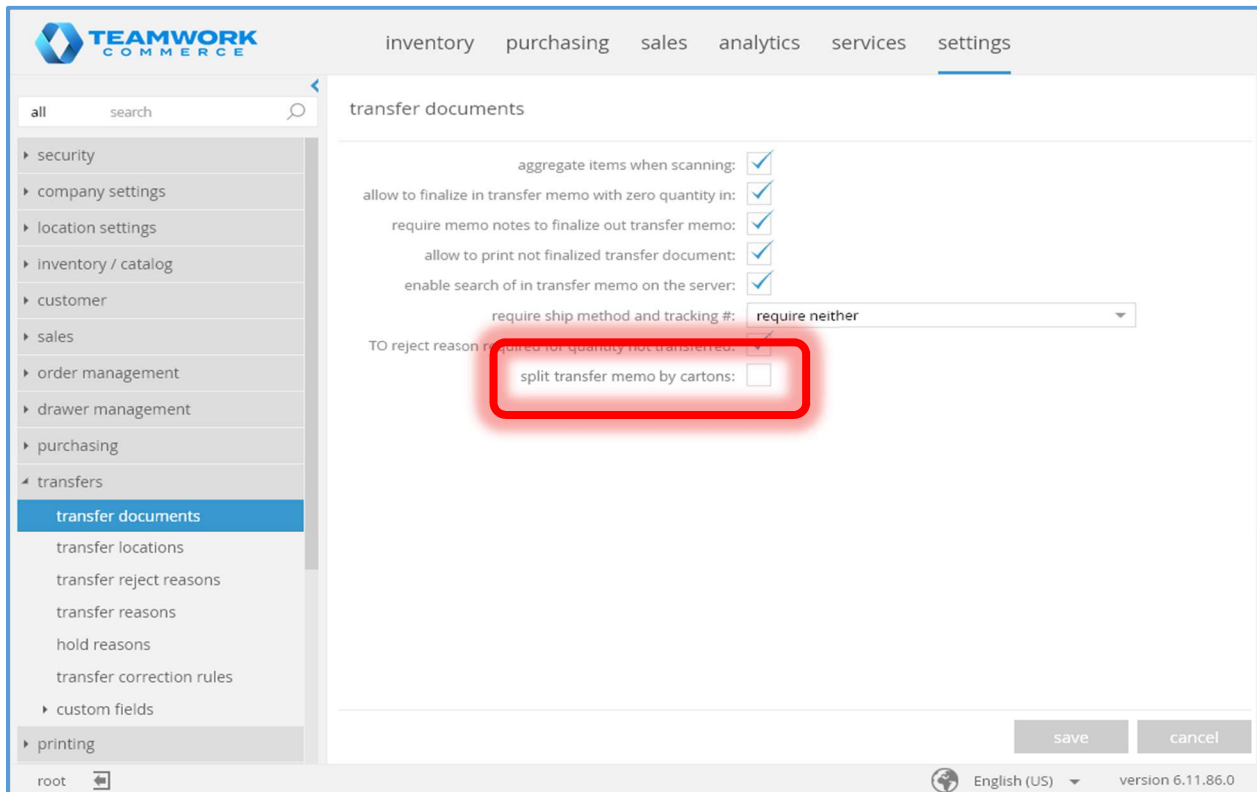 TEAMWORK
COMMERCE
inventory purchasing sales analytics services settings
all search
security
company settings
location settings
inventory / catalog
customer
sales
order management
drawer management
purchasing
transfers
transfer documents
transfer locations
transfer reject reasons
transfer reasons
hold reasons
transfer correction rules
custom fields
printing
transfer documents
aggregate items when scanning:
allow to finalize in transfer memo with zero quantity in:
require memo notes to finalize out transfer memo:
allow to print not finalized transfer document:
enable search of in transfer memo on the server:
require ship method and tracking #: require neither
TO reject reason required for quantity not transferred:
split transfer memo by cartons:
save cancel
root English (US) version 6.11.86.0